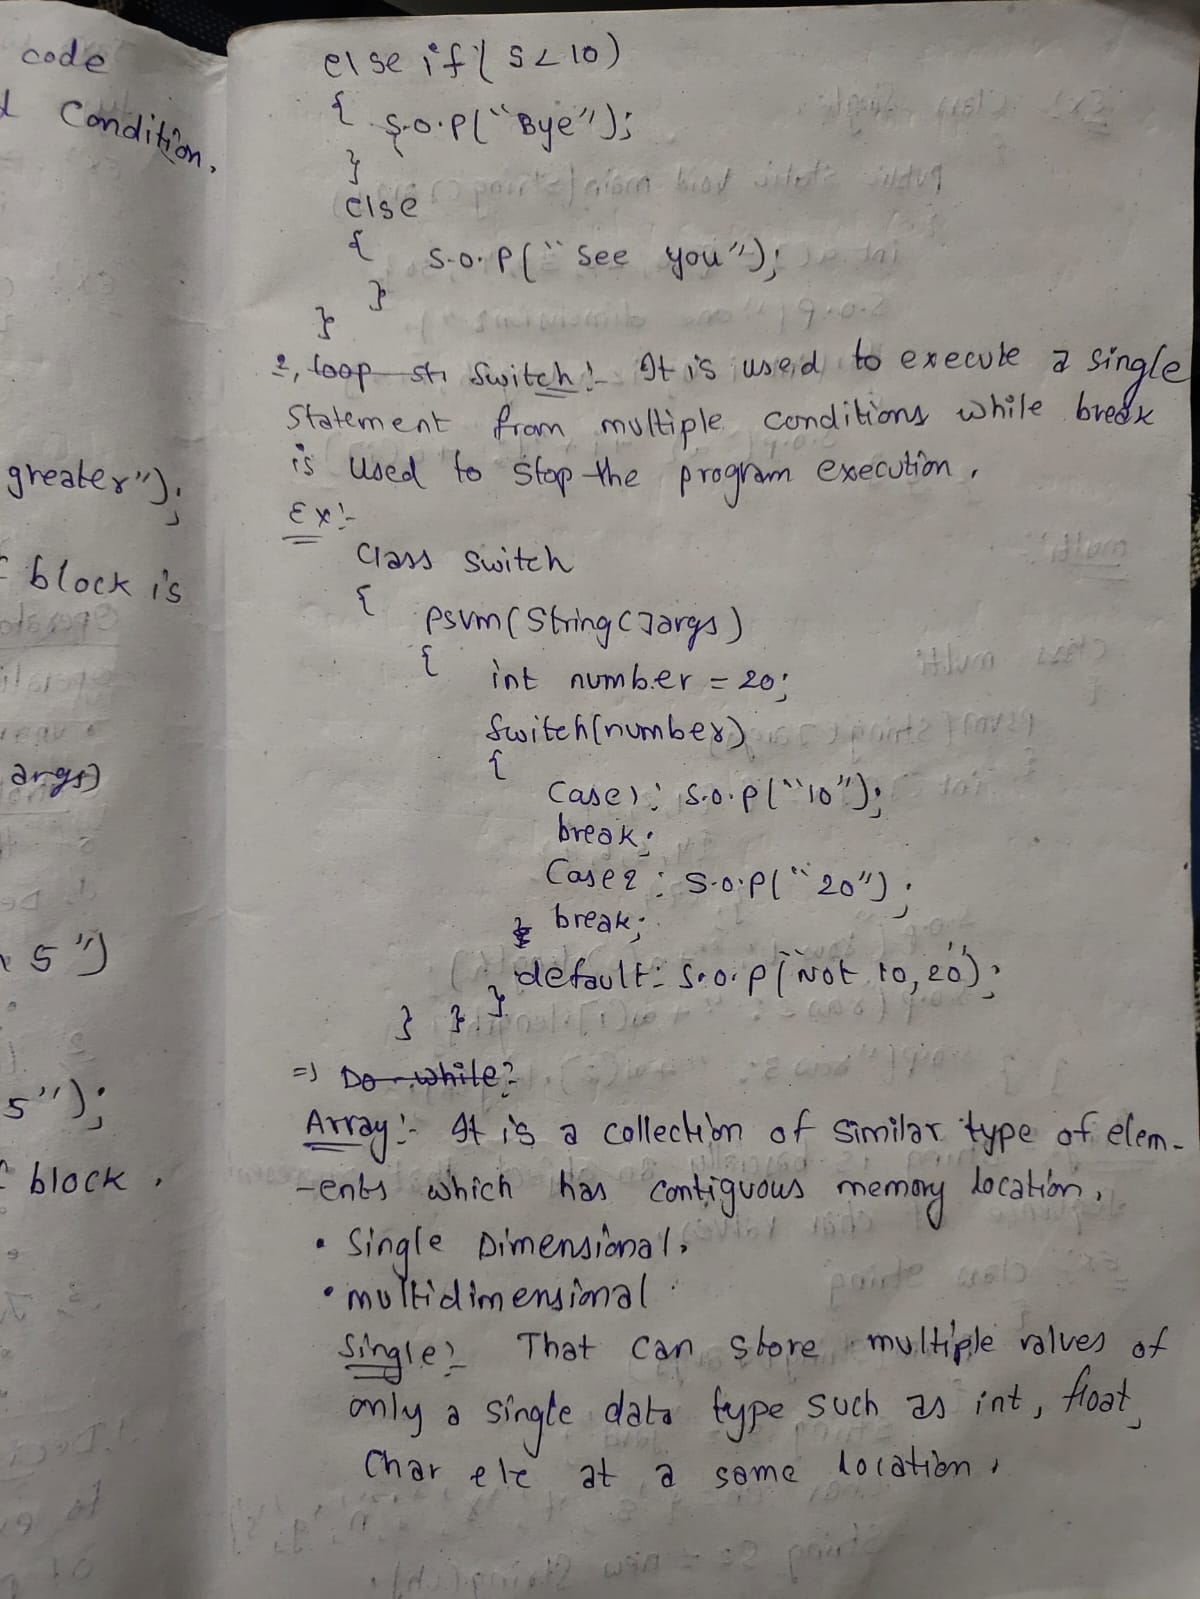 code
Condition.
greater");
block is
args)
5")
5");
block.
else if( 5<10)
{
S.o.p("Bye");
}
else
{ S.o.p("see you");
}
}
2, loop st Switch:- It is used to execute a single
Statement from multiple conditions while break
is used to stop the program execution.
Ex:-
Class switch
{
psvm(String[]args)
{ int number = 20;
Switch(number)
{
Case1: S.o.p("10");
break;
Case2: S.o.p("20");
break;
default: S.o.p("Not 10,20");
} } }
=> Do-while:
Array:- It is a collection of similar type of elem-
-ents which has contiguous memory location.
• Single Dimensional.
• multidimensional
Single:- That can store multiple values of
only a single data type such as int, float,
Char etc at a same location.